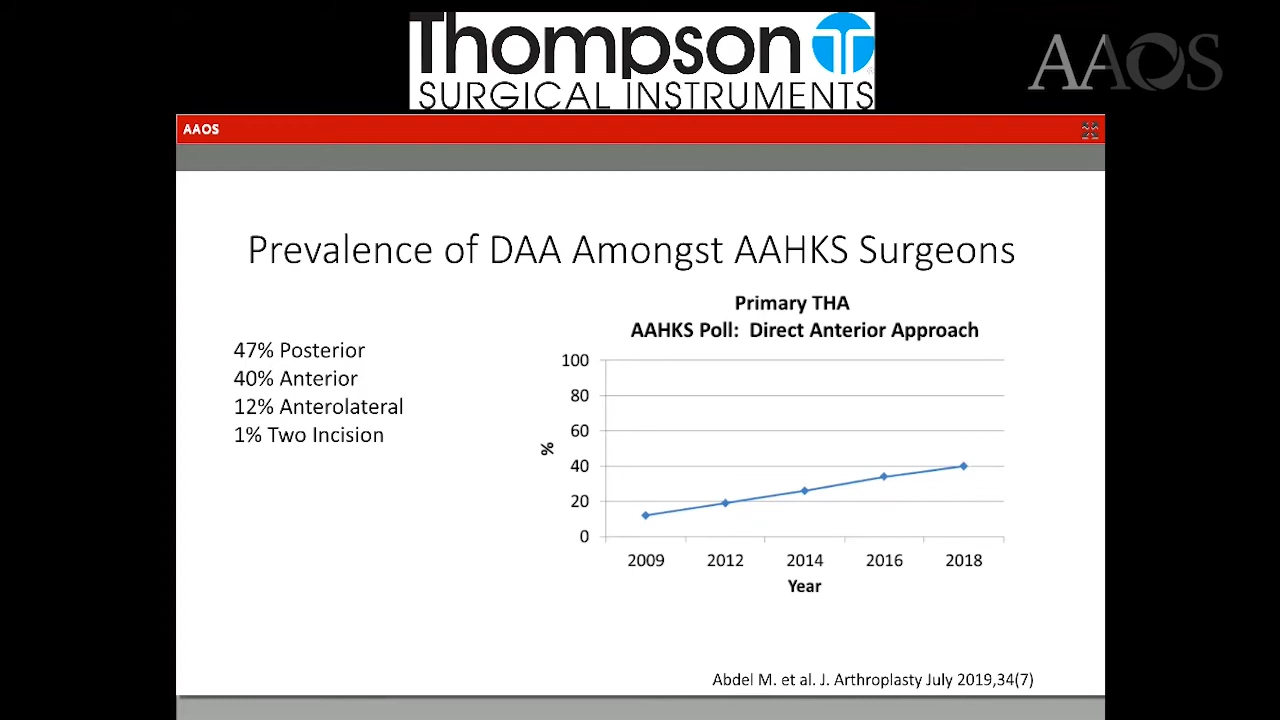 Thompson
SURGICAL INSTRUMENTS
AAOS
AAOS
Prevalence of DAA Amongst AAHKS Surgeons
47% Posterior
40% Anterior
12% Anterolateral
1% Two Incision
Primary THA
AAHKS Poll: Direct Anterior Approach
100
80
60
40
20
0
%
2009 2012 2014 2016 2018
Year
Abdel M. et al. J. Arthroplasty July 2019,34(7)